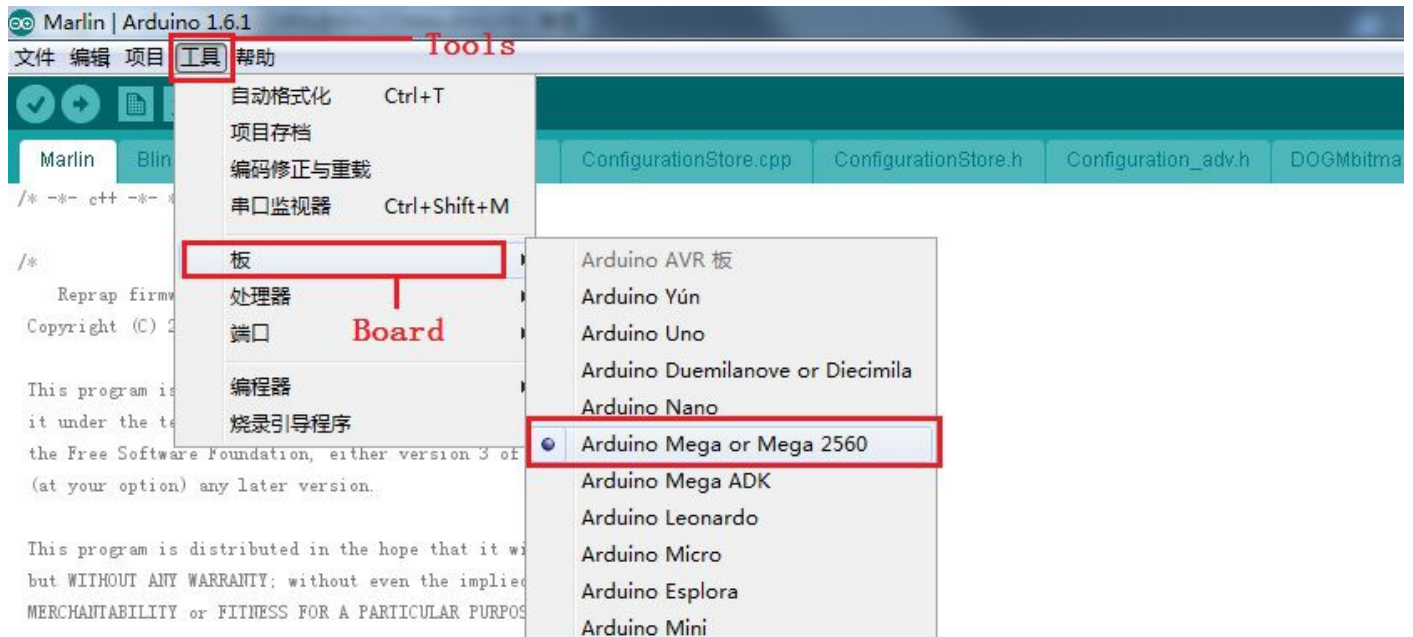 Marlin | Arduino 1.6.1
文件 编辑 项目 工具 帮助
Tools
自动格式化 Ctrl+T
项目存档
编码修正与重载
串口监视器 Ctrl+Shift+M
板
处理器
端口
编程器
烧录引导程序
Board
Marlin Blin ConfigurationStore.cpp ConfigurationStore.h Configuration_adv.h DOGMbitma
Arduino AVR 板
Arduino Yún
Arduino Uno
Arduino Duemilanove or Diecimila
Arduino Nano
Arduino Mega or Mega 2560
Arduino Mega ADK
Arduino Leonardo
Arduino Micro
Arduino Esplora
Arduino Mini
/* -*- c++ -*-
/*
Reprap firmw
Copyright (C) 2
This program is
it under the te
the Free Software Foundation, either version 3 of
(at your option) any later version.
This program is distributed in the hope that it wi
but WITHOUT ANY WARRANTY; without even the implied
MERCHANTABILITY or FITNESS FOR A PARTICULAR PURPOS